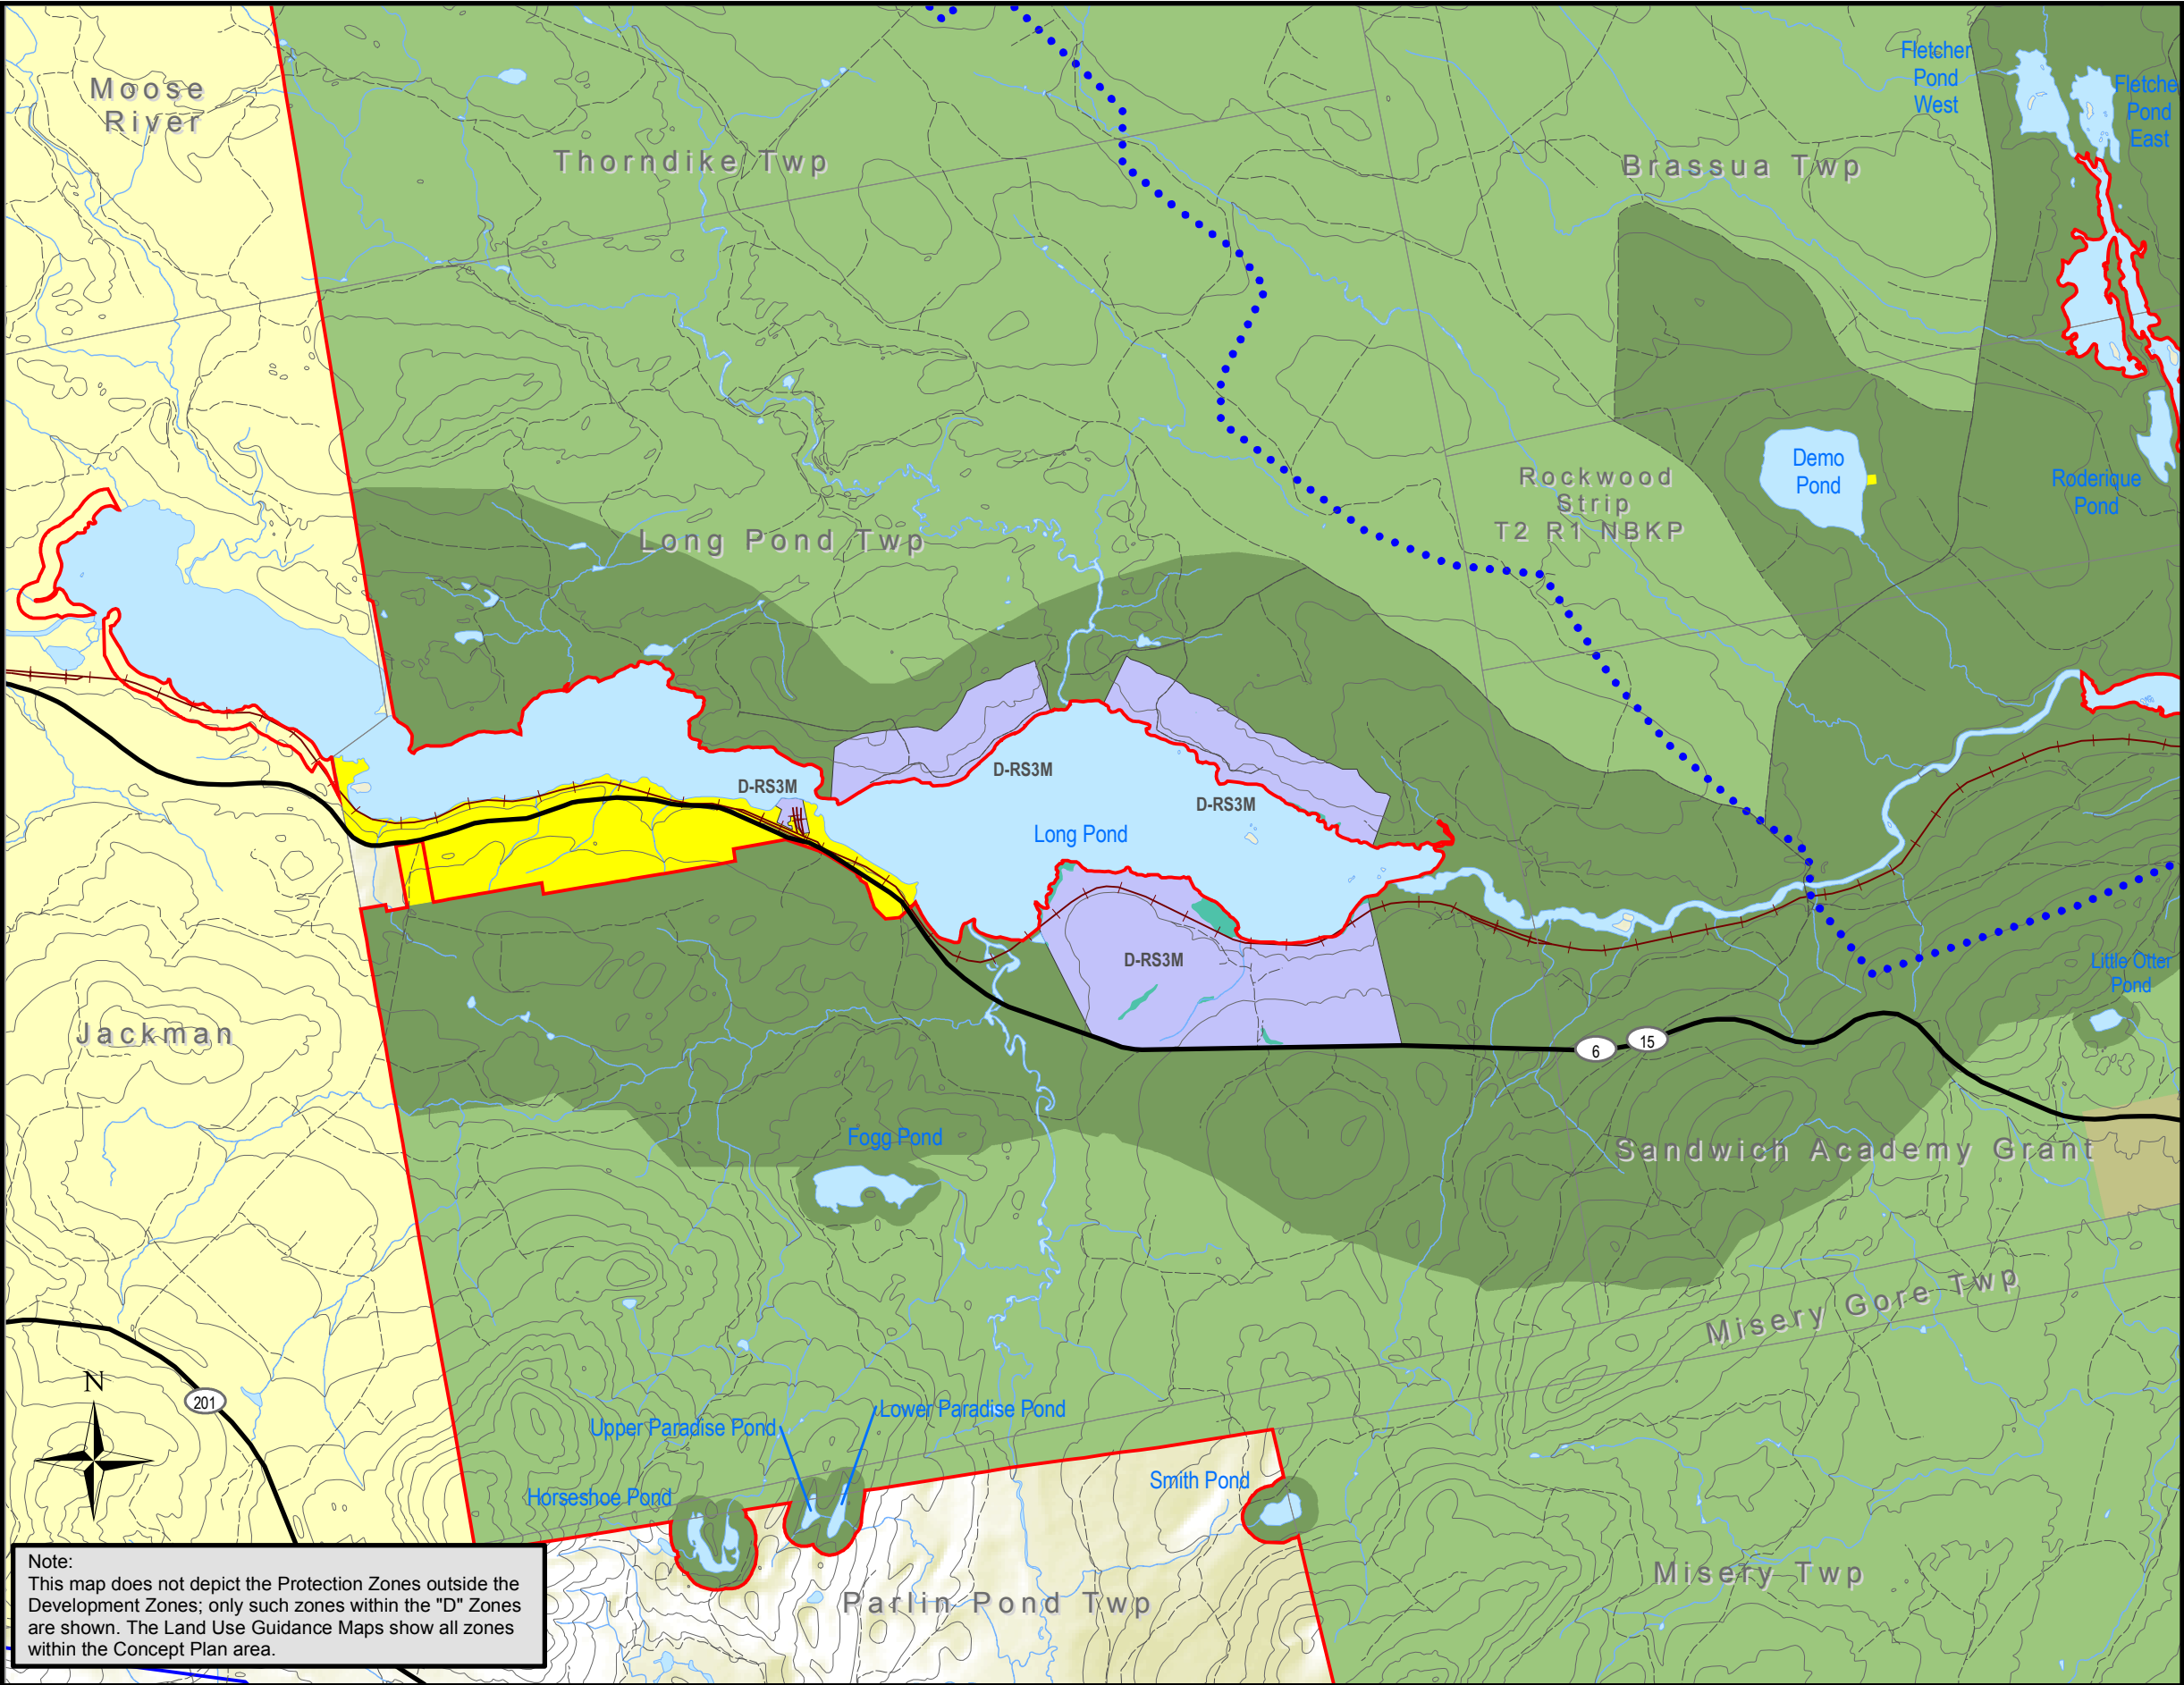 Moose
River
Thorndike Twp
Brassua Twp
Fletcher
Pond
West
Fletche
Pond
East
Rockwood
Strip
T2 R1 NBKP
Demo
Pond
Roderique
Pond
Long Pond Twp
D-RS3M
D-RS3M
D-RS3M
Long Pond
D-RS3M
Little Otter
Pond
Jackman
6
15
Fogg Pond
Sandwich Academy Grant
Misery Gore Twp
201
N
Upper Paradise Pond
Lower Paradise Pond
Horseshoe Pond
Smith Pond
Parlin Pond Twp
Misery Twp
Note:
This map does not depict the Protection Zones outside the
Development Zones; only such zones within the "D" Zones
are shown. The Land Use Guidance Maps show all zones
within the Concept Plan area.